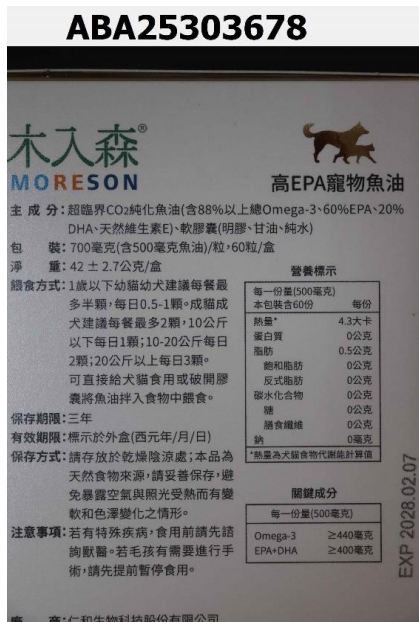 ABA25303678
木入森®
MORESON
高EPA寵物魚油
主成分:超臨界CO2純化魚油(含88%以上總Omega-3、60%EPA、20%
DHA、天然維生素E)、軟膠囊(明膠、甘油、純水)
包裝:700毫克(含500毫克魚油)/粒,60粒/盒
淨重:42 ± 2.7公克/盒
餵食方式:1歲以下幼貓幼犬建議每餐最
多半顆,每日0.5-1顆。成貓成
犬建議每餐最多2顆,10公斤
以下每日1顆;10-20公斤每日
2顆;20公斤以上每日3顆。
可直接給犬貓食用或破開膠
囊將魚油拌入食物中餵食。
保存期限:三年
有效期限:標示於外盒(西元年/月/日)
保存方式:請存放於乾燥陰涼處;本品為
天然食物來源,請妥善保存,避
免暴露空氣與照光受熱而有變
軟和色澤變化之情形。
注意事項:若有特殊疾病,食用前請先諮
詢獸醫。若毛孩有需要進行手
術,請先提前暫停食用。
廠商:仁和生物科技股份有限公司
營養標示
每一份量(500毫克)
本包裝含60份 每份
熱量* 4.3大卡
蛋白質 0公克
脂肪 0.5公克
飽和脂肪 0公克
反式脂肪 0公克
碳水化合物 0公克
糖 0公克
膳食纖維 0公克
鈉 0毫克
*熱量為犬貓食物代謝能計算值
關鍵成分
每一份量(500毫克)
Omega-3 ≥440毫克
EPA+DHA ≥400毫克
EXP 2028.02.07